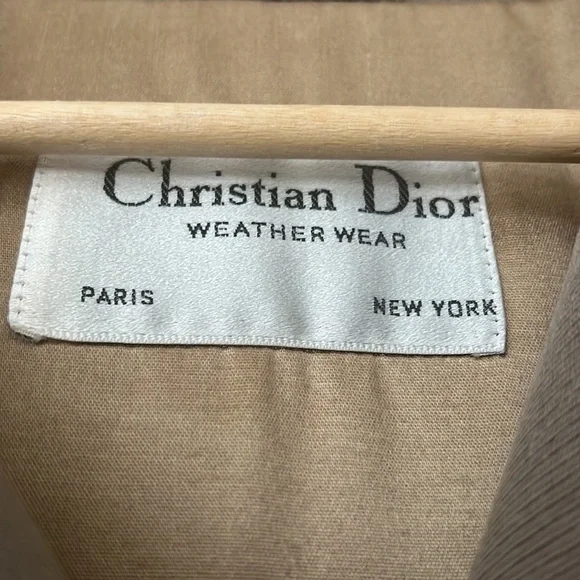 Christian Dior
WEATHER WEAR
PARIS NEW YORK